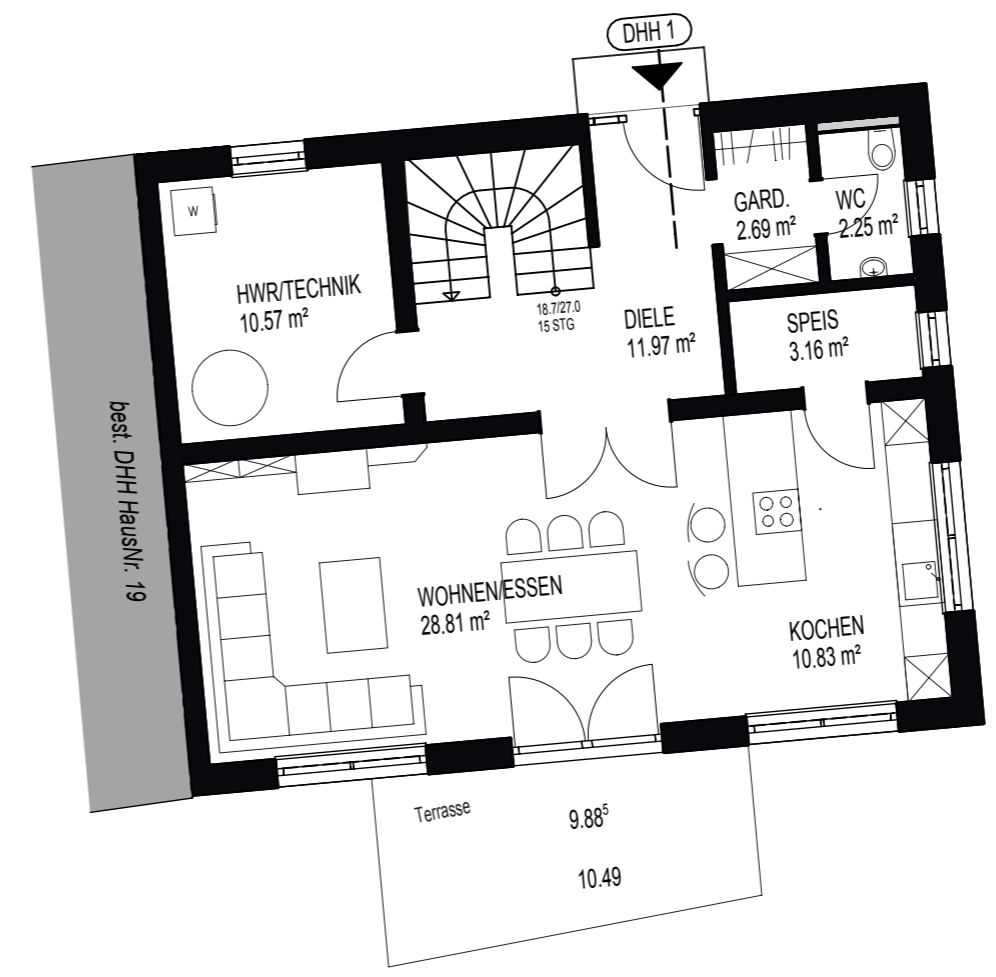 DHH 1
GARD.
2.69 m²
WC
2.25 m²
W
HWR/TECHNIK
10.57 m²
18.7/27.0
15 STG
DIELE
11.97 m²
SPEIS
3.16 m²
best. DHH HausNr. 19
WOHNEN/ESSEN
28.81 m²
KOCHEN
10.83 m²
Terrasse
9.88⁵
10.49